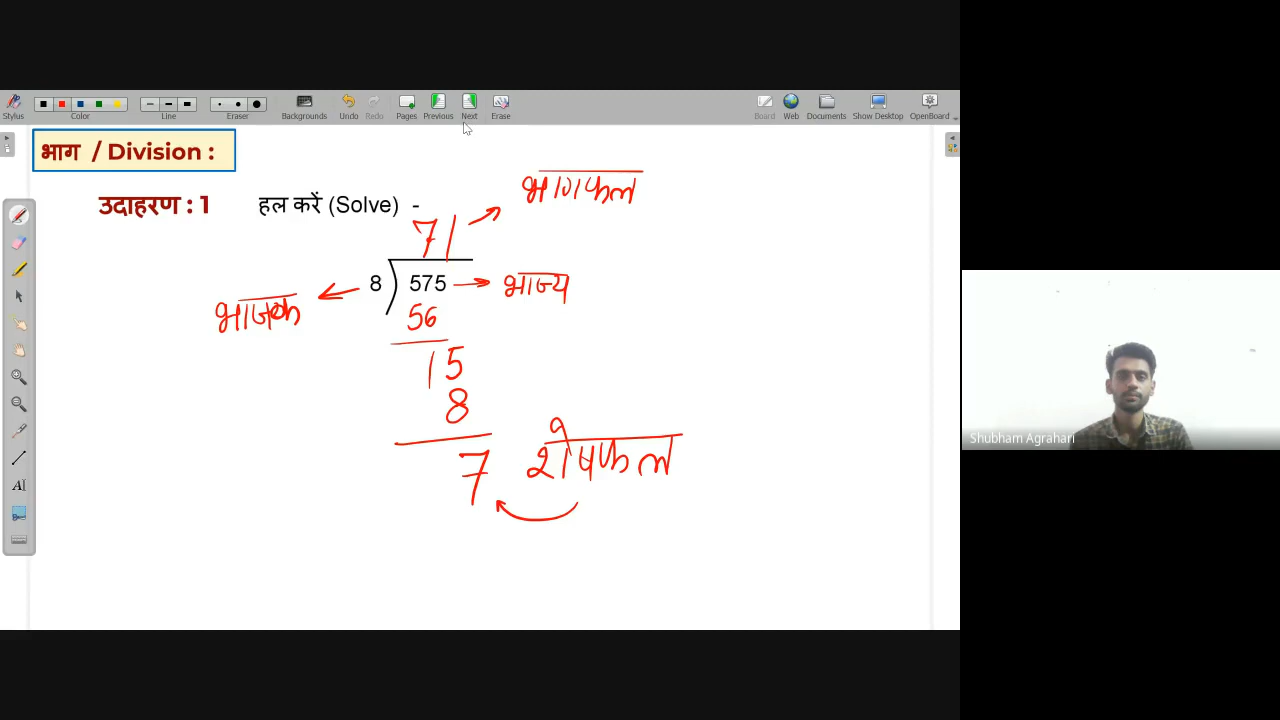 Stylus
Color
Line
Eraser
Backgrounds
Undo
Redo
Pages
Previous
Next
Erase
Board
Web
Documents
Show Desktop
OpenBoard
भाग / Division :
उदाहरण : 1 हल करें (Solve) -
भागफल
71
8 575 भाज्य
भाजक
56
15
8
7 शेषफल
Shubham Agrahari